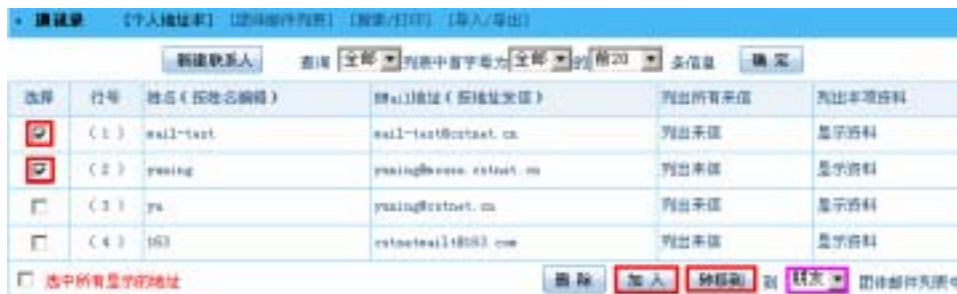 通讯录 [个人地址本] [团体邮件列表] [搜索/打印] [导入/导出]
新建联系人 查询 全部 列表中首字母为 全部 的 前20 条信息 确 定
选择 行号 姓名(按姓名编辑) EMail地址(按地址发信) 列出所有来信 列出本项资料
(1) mail-test mail-test@cstnet.cn 列出来信 显示资料
(2) yuning 列出来信 显示资料
(3) yu 列出来信 显示资料
(4) 163 列出来信 显示资料
选中所有显示的地址 删 除 加 入 转移到 到 朋友 团体邮件列表中